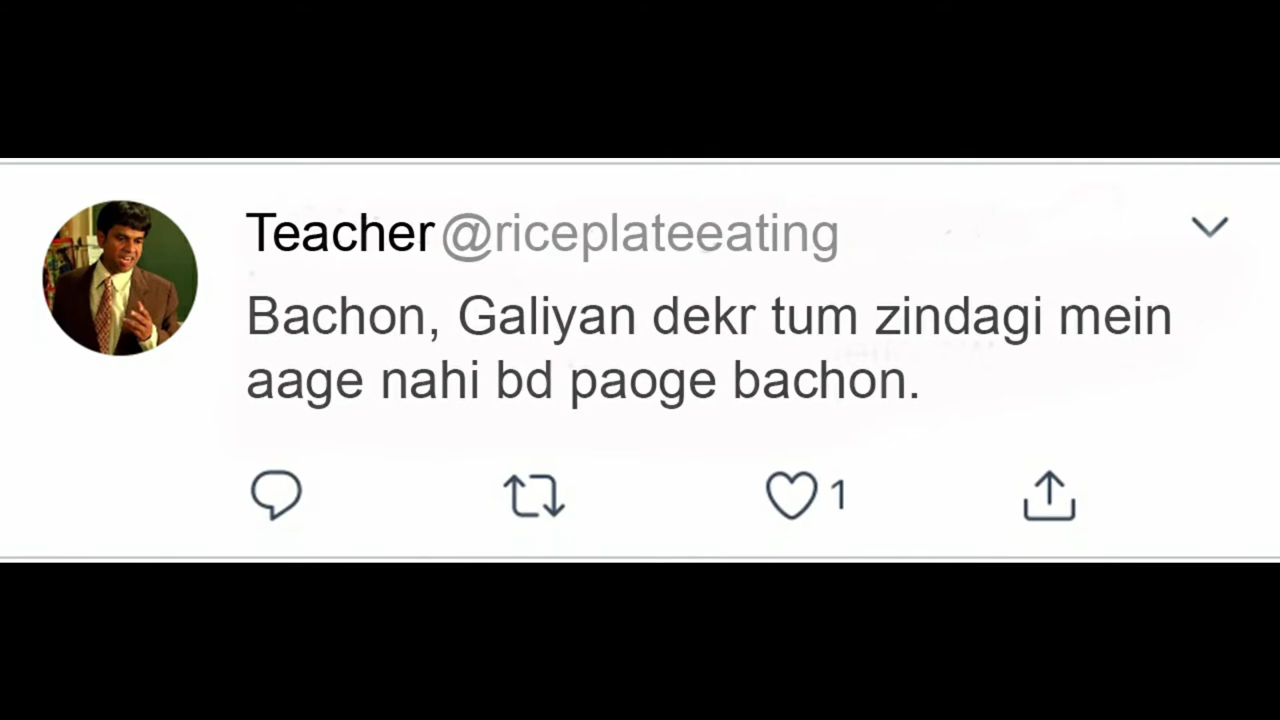 Teacher @riceplateeating
Bachon, Galiyan dekr tum zindagi mein
aage nahi bd paoge bachon.
1